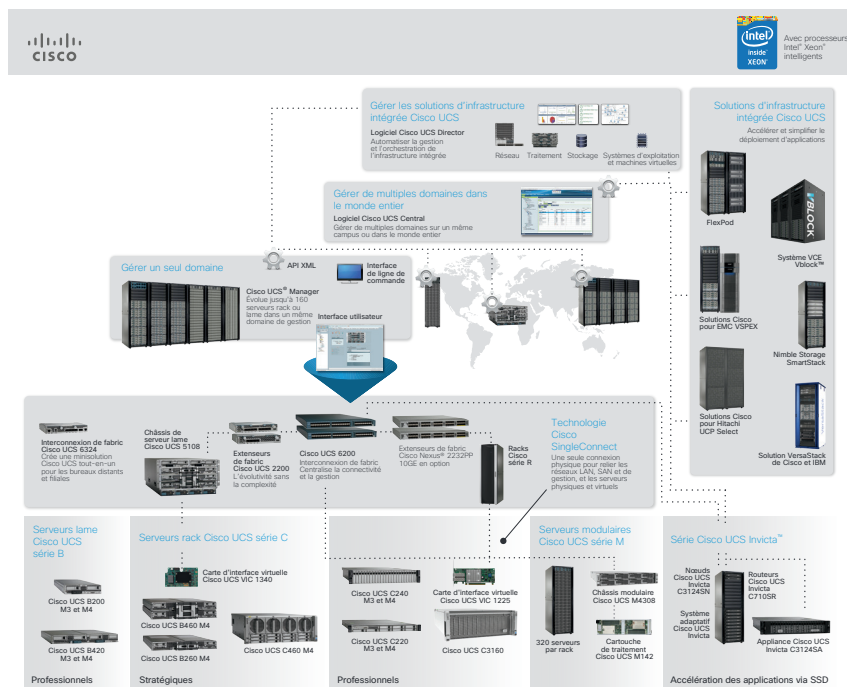 CISCO
intel
inside
XEON
Avec processeurs
Intel® Xeon®
intelligents
Gérer les solutions d'infrastructure
intégrée Cisco UCS
Logiciel Cisco UCS Director
Automatiser la gestion
et l'orchestration de
l'infrastructure intégrée
Réseau
Traitement
Stockage
Systèmes d'exploitation
et machines virtuelles
Solutions d'infrastructure
intégrée Cisco UCS
Accélérer et simplifier le
déploiement d'applications
FlexPod
VBLOCK
Système VCE
Vblock™
Solutions Cisco
pour EMC VSPEX
Nimble Storage
SmartStack
Solutions Cisco
pour Hitachi
UCP Select
Solution VersaStack
de Cisco et IBM
Gérer de multiples domaines dans
le monde entier
Logiciel Cisco UCS Central
Gérer de multiples domaines sur un même
campus ou dans le monde entier
Gérer un seul domaine
API XML
Interface
de ligne de
commande
Cisco UCS® Manager
Évolue jusqu'à 160
serveurs rack ou
lame dans un même
domaine de gestion
Interface utilisateur
Interconnexion de fabric
Cisco UCS 6324
Crée une minisolution
Cisco UCS tout-en-un
pour les bureaux distants
et filiales
Châssis de
serveur lame
Cisco UCS 5108
Extenseurs
de fabric
Cisco UCS 2200
L'évolutivité sans
la complexité
Cisco UCS 6200
Interconnexion de fabric
Centralise la connectivité
et la gestion
Extenseurs de fabric
Cisco Nexus® 2232PP
10GE en option
Racks
Cisco
série R
Technologie
Cisco
SingleConnect
Une seule connexion
physique pour relier les
réseaux LAN, SAN et de
gestion, et les serveurs
physiques et virtuels
Serveurs lame
Cisco UCS
série B
Cisco UCS B200
M3 et M4
Cisco UCS B420
M3 et M4
Professionnels
Serveurs rack Cisco UCS série C
Carte d'interface virtuelle
Cisco UCS VIC 1340
Cisco UCS B460 M4
Cisco UCS B260 M4
Cisco UCS C460 M4
Stratégiques
Cisco UCS C240
M3 et M4
Carte d'interface virtuelle
Cisco UCS VIC 1225
Cisco UCS C220
M3 et M4
Cisco UCS C3160
Professionnels
Serveurs modulaires
Cisco UCS série M
320 serveurs
par rack
Châssis modulaire
Cisco UCS M4308
Cartouche
de traitement
Cisco UCS M142
Série Cisco UCS Invicta™
Nœuds
Cisco UCS
Invicta
C3124SN
Système
adaptatif
Cisco UCS
Invicta
Routeurs
Cisco UCS
Invicta
C710SR
Appliance Cisco UCS
Invicta C3124SA
Accélération des applications via SSD